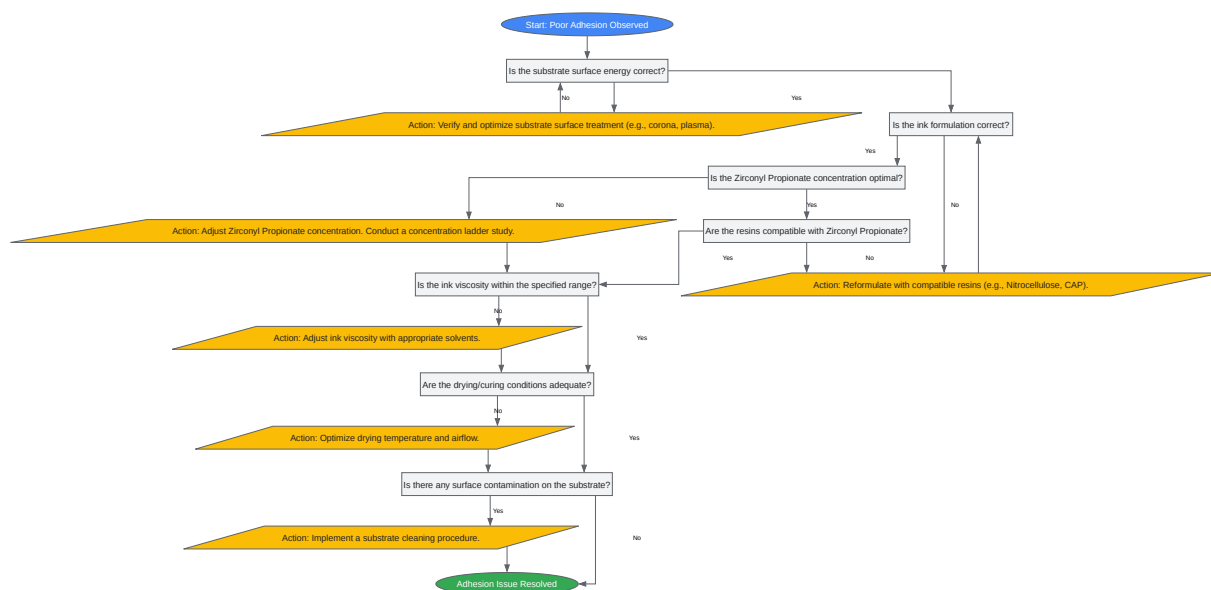 Start: Poor Adhesion Observed
Is the substrate surface energy correct?
No
Yes
Action: Verify and optimize substrate surface treatment (e.g., corona, plasma).
Is the ink formulation correct?
Yes
Is the Zirconyl Propionate concentration optimal?
No
Yes
No
Action: Adjust Zirconyl Propionate concentration. Conduct a concentration ladder study.
Are the resins compatible with Zirconyl Propionate?
Yes
No
Is the ink viscosity within the specified range?
Action: Reformulate with compatible resins (e.g., Nitrocellulose, CAP).
No
Action: Adjust ink viscosity with appropriate solvents.
Yes
Are the drying/curing conditions adequate?
No
Action: Optimize drying temperature and airflow.
Yes
Is there any surface contamination on the substrate?
Yes
Action: Implement a substrate cleaning procedure.
No
Adhesion Issue Resolved